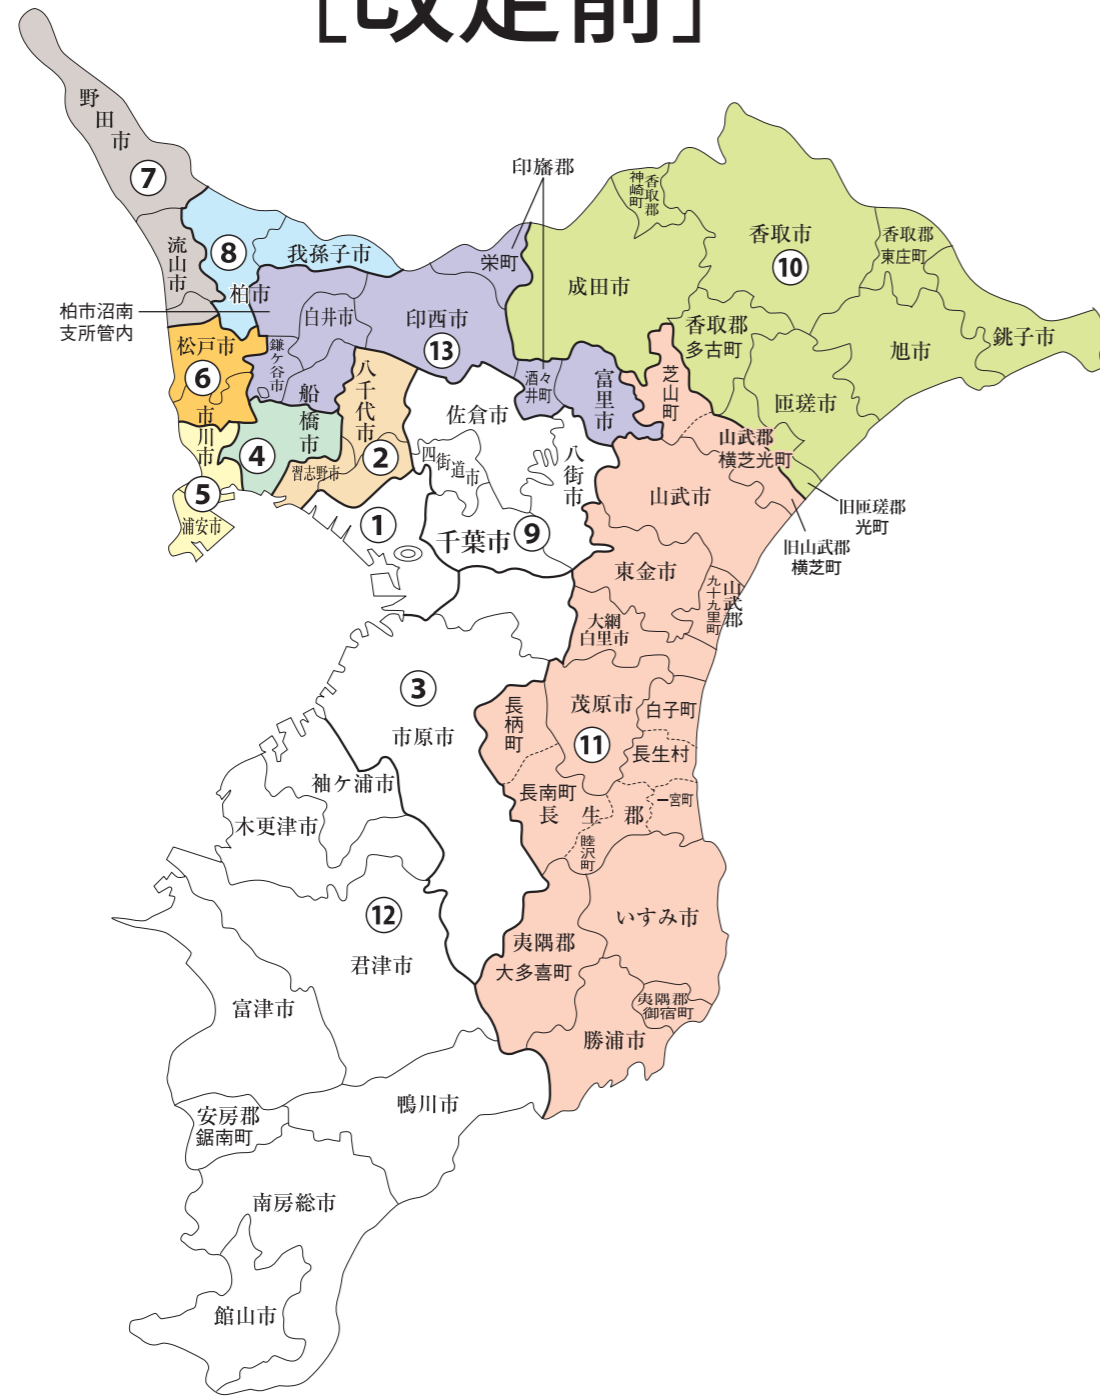 [改定前]
野田市
⑦
流山市
⑧
柏市
我孫子市
柏市沼南
支所管内
印旛郡
栄町
成田市
神崎町
香取郡
香取市
⑩
香取郡
東庄町
銚子市
旭市
香取郡
多古町
匝瑳市
白井市
印西市
⑬
鎌ケ谷市
松戸市
⑥
市川市
⑤
浦安市
④
船橋市
八千代市
②
習志野市
①
佐倉市
四街道市
酒々井町
富里市
八街市
千葉市
⑨
芝山町
山武郡
横芝光町
旧匝瑳郡
光町
旧山武郡
横芝町
山武市
東金市
九十九里町
山武郡
大網
白里市
③
市原市
長柄町
茂原市
⑪
白子町
長生村
長南町
長生郡
一宮町
睦沢町
袖ケ浦市
木更津市
⑫
君津市
富津市
いすみ市
夷隅郡
大多喜町
夷隅郡
御宿町
勝浦市
鴨川市
安房郡
鋸南町
南房総市
館山市